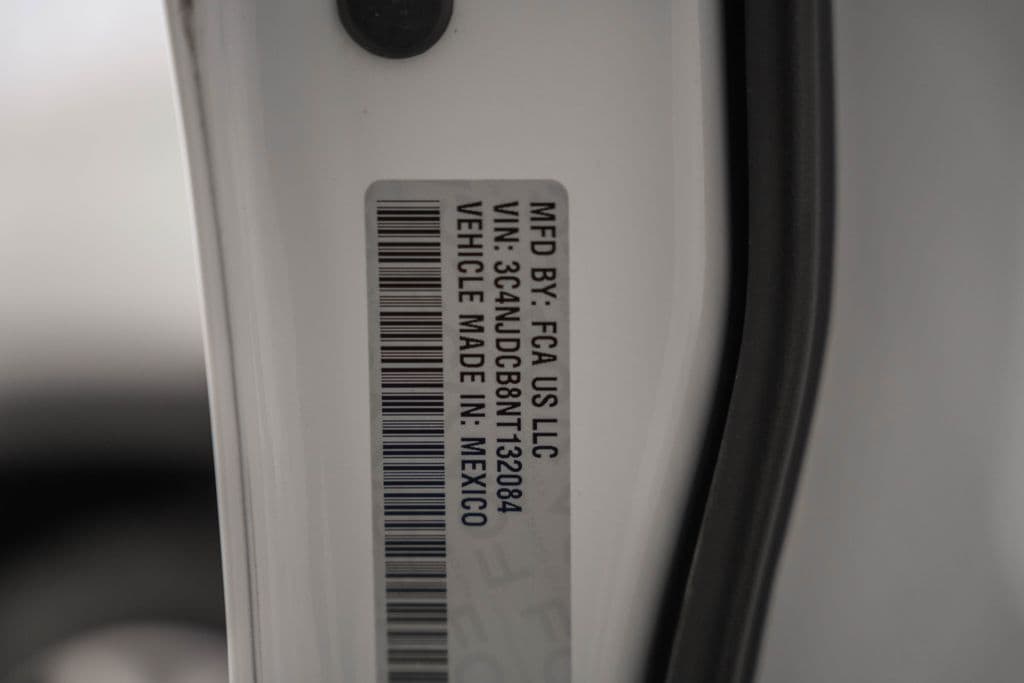 MFD BY: FCA US LLC
VIN: 3C4NJDCB8NT132084
VEHICLE MADE IN: MEXICO